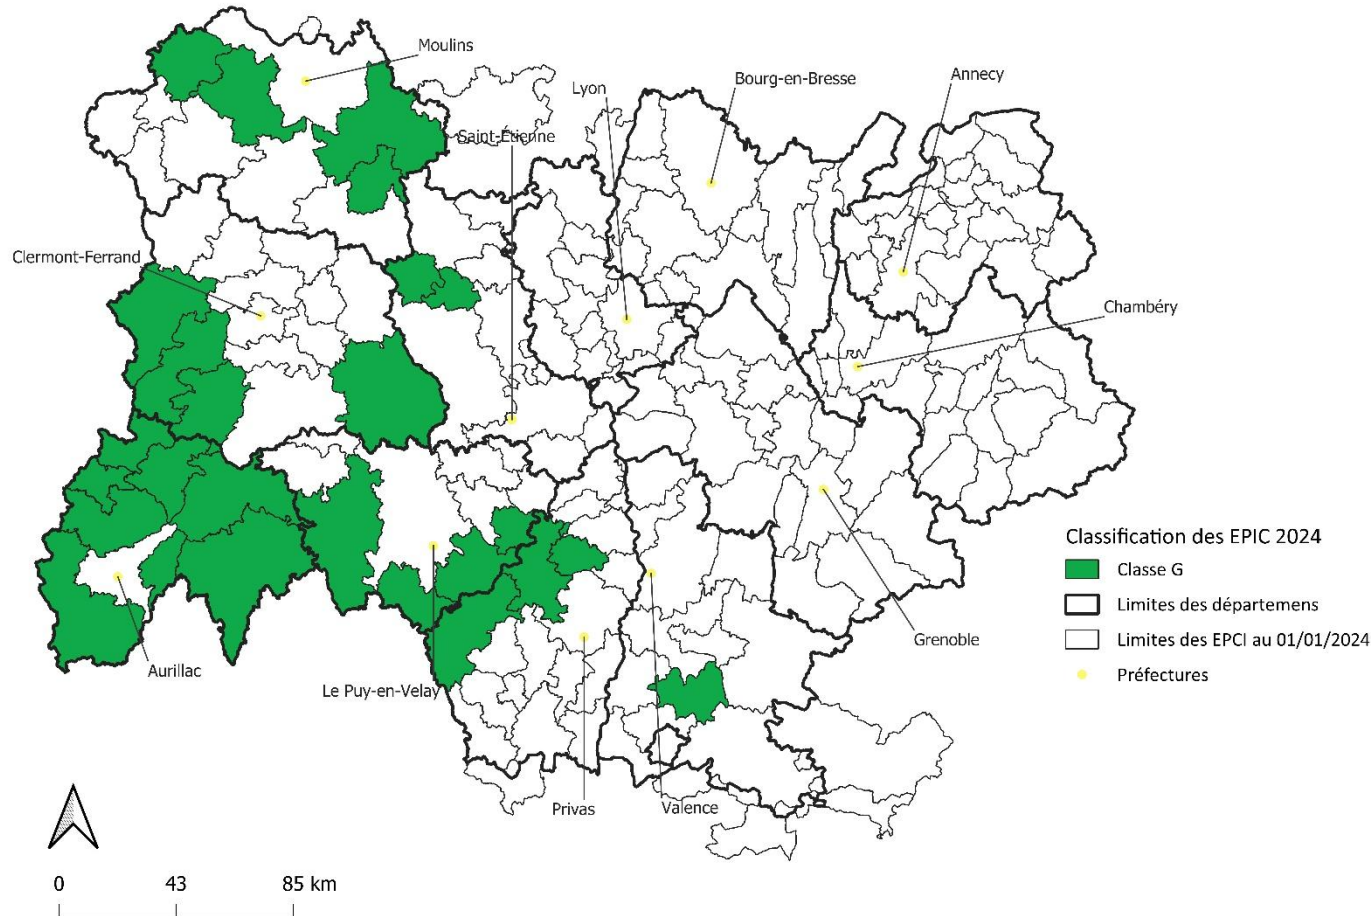 Moulins
Bourg-en-Bresse
Annecy
Lyon
Saint-Étienne
Clermont-Ferrand
Chambéry
Classification des EPIC 2024
Classe G
Limites des départemens
Limites des EPCI au 01/01/2024
Préfectures
Grenoble
Aurillac
Le Puy-en-Velay
Privas
Valence
0 43 85 km